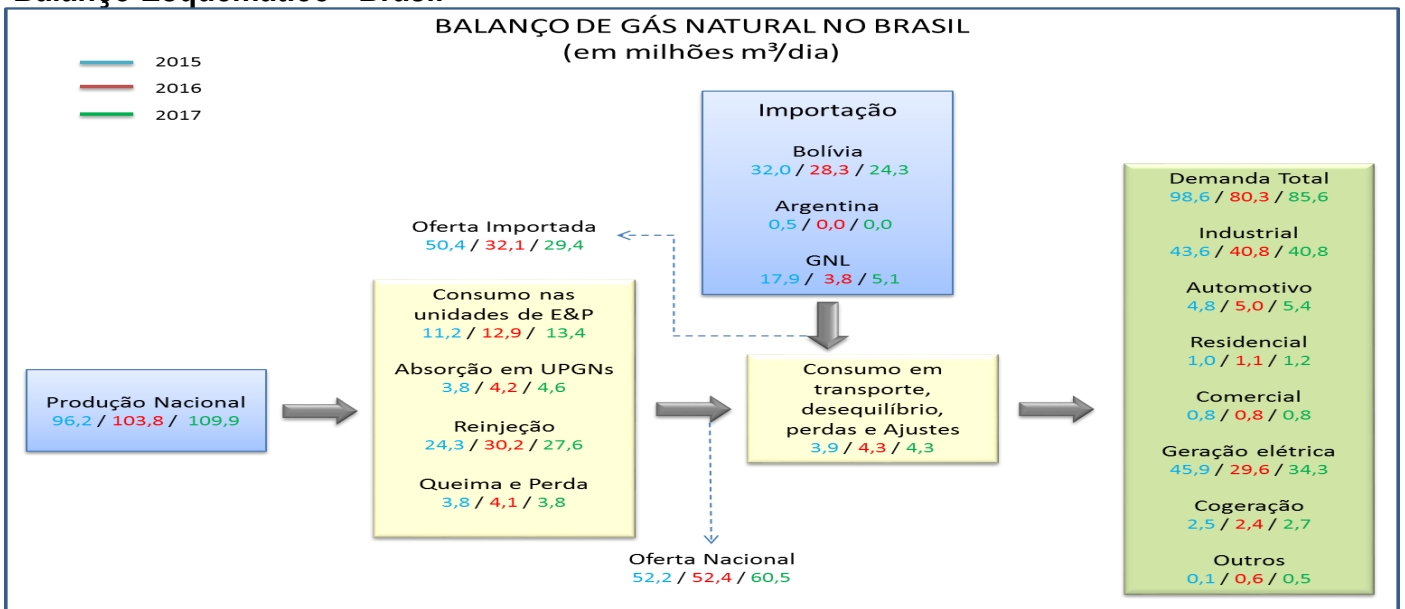 Balanço Esquemático - Brasil
BALANÇO DE GÁS NATURAL NO BRASIL
(em milhões m³/dia)
2015
2016
2017
Importação
Bolívia
32,0 / 28,3 / 24,3
Argentina
0,5 / 0,0 / 0,0
GNL
17,9 / 3,8 / 5,1
Oferta Importada
50,4 / 32,1 / 29,4
Produção Nacional
96,2 / 103,8 / 109,9
Consumo nas
unidades de E&P
11,2 / 12,9 / 13,4
Absorção em UPGNs
3,8 / 4,2 / 4,6
Reinjeção
24,3 / 30,2 / 27,6
Queima e Perda
3,8 / 4,1 / 3,8
Oferta Nacional
52,2 / 52,4 / 60,5
Consumo em
transporte,
desequilíbrio,
perdas e Ajustes
3,9 / 4,3 / 4,3
Demanda Total
98,6 / 80,3 / 85,6
Industrial
43,6 / 40,8 / 40,8
Automotivo
4,8 / 5,0 / 5,4
Residencial
1,0 / 1,1 / 1,2
Comercial
0,8 / 0,8 / 0,8
Geração elétrica
45,9 / 29,6 / 34,3
Cogeração
2,5 / 2,4 / 2,7
Outros
0,1 / 0,6 / 0,5